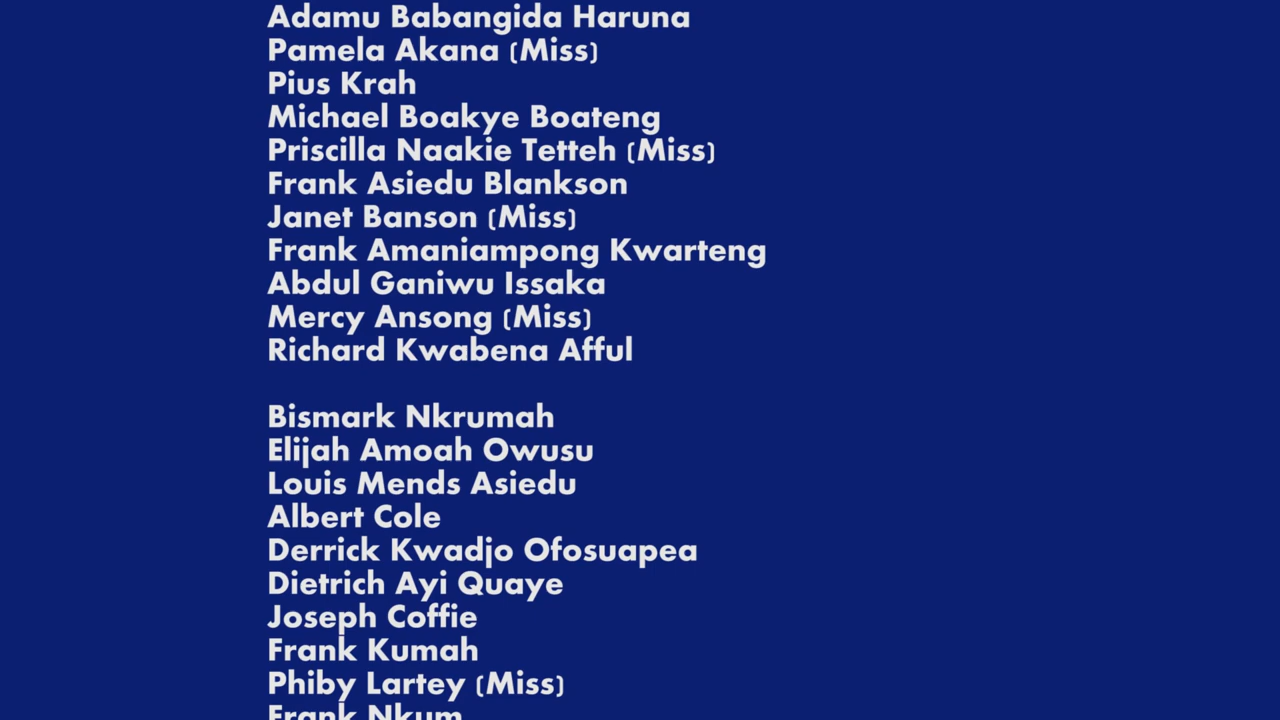 Adamu Babangida Haruna
Pamela Akana (Miss)
Pius Krah
Michael Boakye Boateng
Priscilla Naakie Tetteh (Miss)
Frank Asiedu Blankson
Janet Banson (Miss)
Frank Amaniampong Kwarteng
Abdul Ganiwu Issaka
Mercy Ansong (Miss)
Richard Kwabena Afful
Bismark Nkrumah
Elijah Amoah Owusu
Louis Mends Asiedu
Albert Cole
Derrick Kwadjo Ofosuapea
Dietrich Ayi Quaye
Joseph Coffie
Frank Kumah
Phiby Lartey (Miss)
Frank Nkum